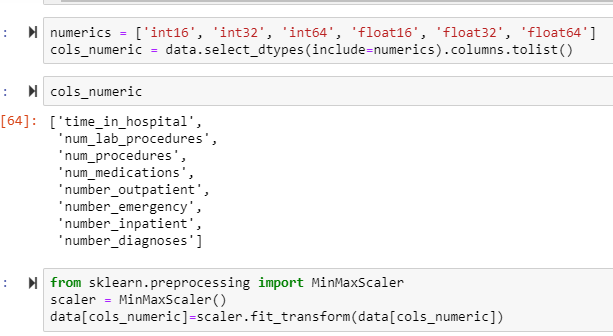 numerics = ['int16', 'int32', 'int64', 'float16', 'float32', 'float64']
cols_numeric = data.select_dtypes(include=numerics).columns.tolist()
cols_numeric
[64]: ['time_in_hospital',
'num_lab_procedures',
'num_procedures',
'num_medications',
'number_outpatient',
'number_emergency',
'number_inpatient',
'number_diagnoses']
from sklearn.preprocessing import MinMaxScaler
scaler = MinMaxScaler()
data[cols_numeric]=scaler.fit_transform(data[cols_numeric])